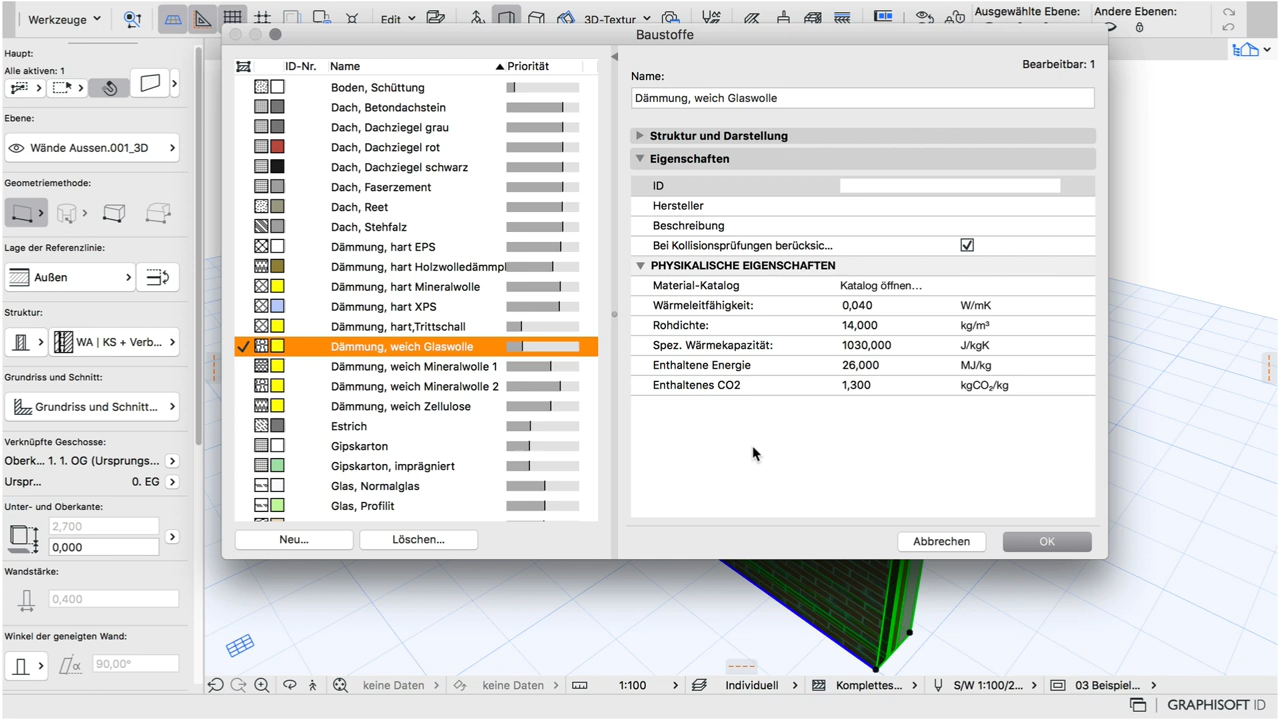 Werkzeuge
Edit
3D-Textur
Ausgewählte Ebene:
Andere Ebenen:
Baustoffe
Haupt:
Alle aktiven: 1
Ebene:
Wände Aussen.001_3D
Geometriemethode:
Lage der Referenzlinie:
Außen
Struktur:
WA | KS + Verb...
Grundriss und Schnitt:
Grundriss und Schnitt...
Verknüpfte Geschosse:
Oberk... 1. 1. OG (Ursprungs...
Urspr... 0. EG
Unter- und Oberkante:
2,700
0,000
Wandstärke:
0,400
Winkel der geneigten Wand:
α 90,00°
ID-Nr. Name Priorität
Boden, Schüttung
Dach, Betondachstein
Dach, Dachziegel grau
Dach, Dachziegel rot
Dach, Dachziegel schwarz
Dach, Faserzement
Dach, Reet
Dach, Stehfalz
Dämmung, hart EPS
Dämmung, hart Holzwolledämmpl
Dämmung, hart Mineralwolle
Dämmung, hart XPS
Dämmung, hart,Trittschall
Dämmung, weich Glaswolle
Dämmung, weich Mineralwolle 1
Dämmung, weich Mineralwolle 2
Dämmung, weich Zellulose
Estrich
Gipskarton
Gipskarton, imprägniert
Glas, Normalglas
Glas, Profilit
Neu...
Löschen...
Bearbeitbar: 1
Name:
Dämmung, weich Glaswolle
Struktur und Darstellung
Eigenschaften
ID
Hersteller
Beschreibung
Bei Kollisionsprüfungen berücksic...
PHYSIKALISCHE EIGENSCHAFTEN
Material-Katalog Katalog öffnen...
Wärmeleitfähigkeit: 0,040 W/mK
Rohdichte: 14,000 kg/m³
Spez. Wärmekapazität: 1030,000 J/kgK
Enthaltene Energie 26,000 MJ/kg
Enthaltenes CO2 1,300 kgCO₂/kg
Abbrechen
OK
keine Daten
keine Daten
1:100
Individuell
Komplettes...
S/W 1:100/2...
03 Beispiel...
GRAPHISOFT ID